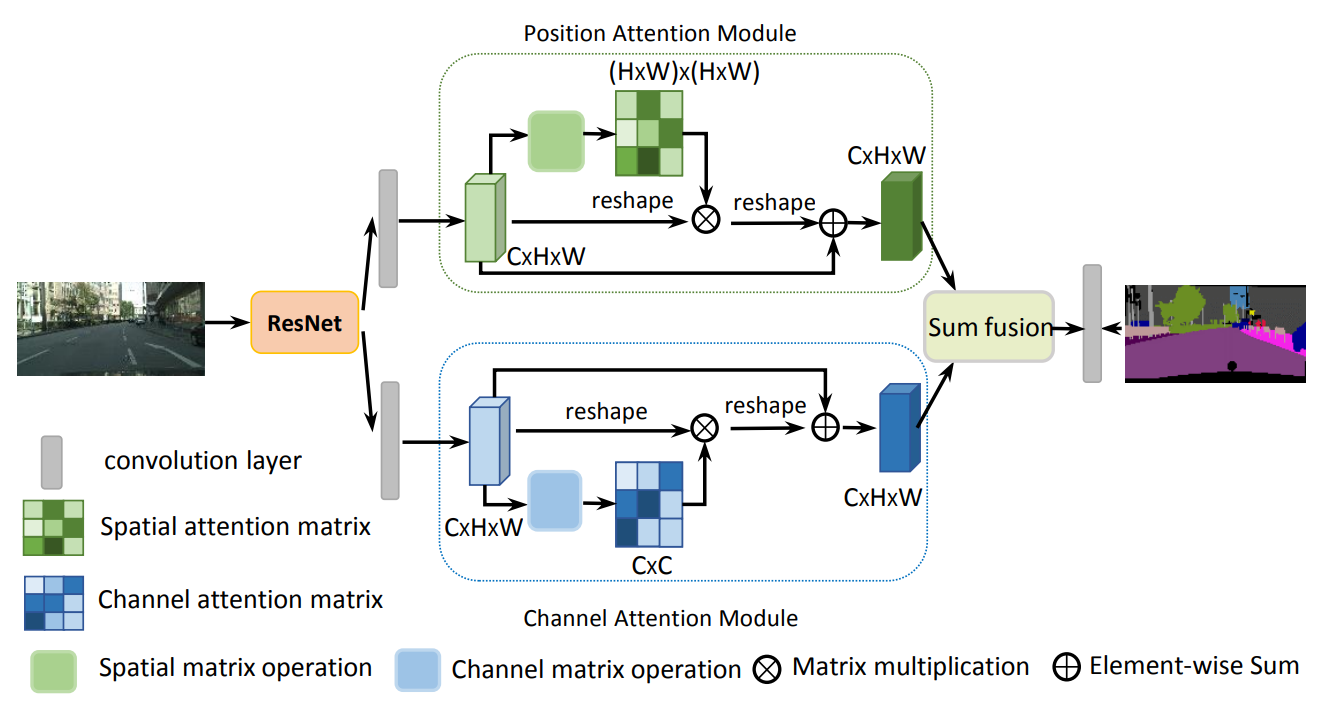 Position Attention Module
(HxW)x(HxW)
CxHxW
reshape
reshape
CxHxW
ResNet
Sum fusion
reshape
reshape
CxHxW
CxHxW
CxC
Channel Attention Module
convolution layer
Spatial attention matrix
Channel attention matrix
Spatial matrix operation
Channel matrix operation
Matrix multiplication
Element-wise Sum